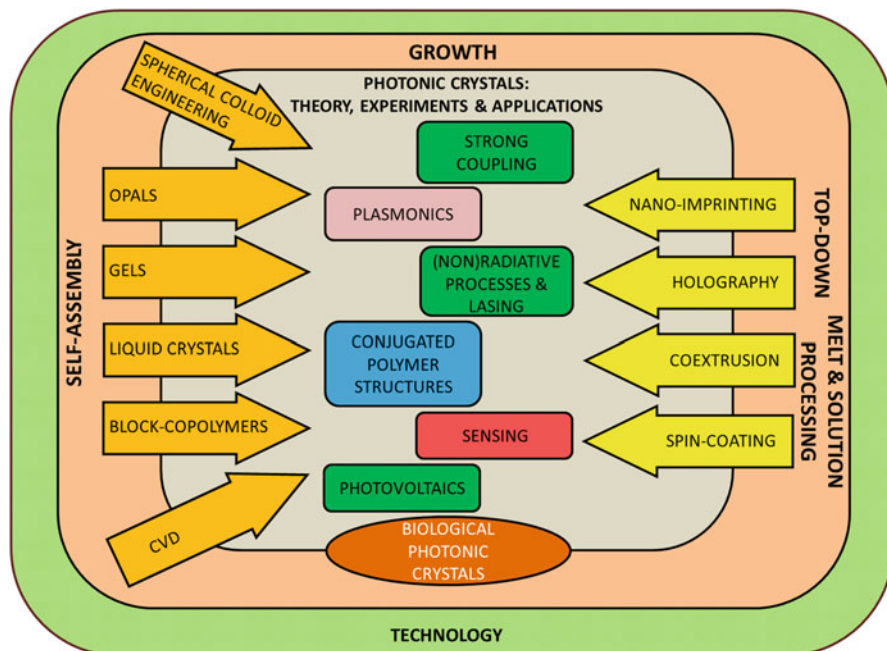 GROWTH
PHOTONIC CRYSTALS:
THEORY, EXPERIMENTS & APPLICATIONS
SPHERICAL COLLOID
ENGINEERING
OPALS
GELS
LIQUID CRYSTALS
BLOCK-COPOLYMERS
CVD
SELF-ASSEMBLY
STRONG
COUPLING
PLASMONICS
(NON)RADIATIVE
PROCESSES &
LASING
CONJUGATED
POLYMER
STRUCTURES
SENSING
PHOTOVOLTAICS
BIOLOGICAL
PHOTONIC
CRYSTALS
NANO-IMPRINTING
HOLOGRAPHY
COEXTRUSION
SPIN-COATING
TOP-DOWN
MELT & SOLUTION
PROCESSING
TECHNOLOGY